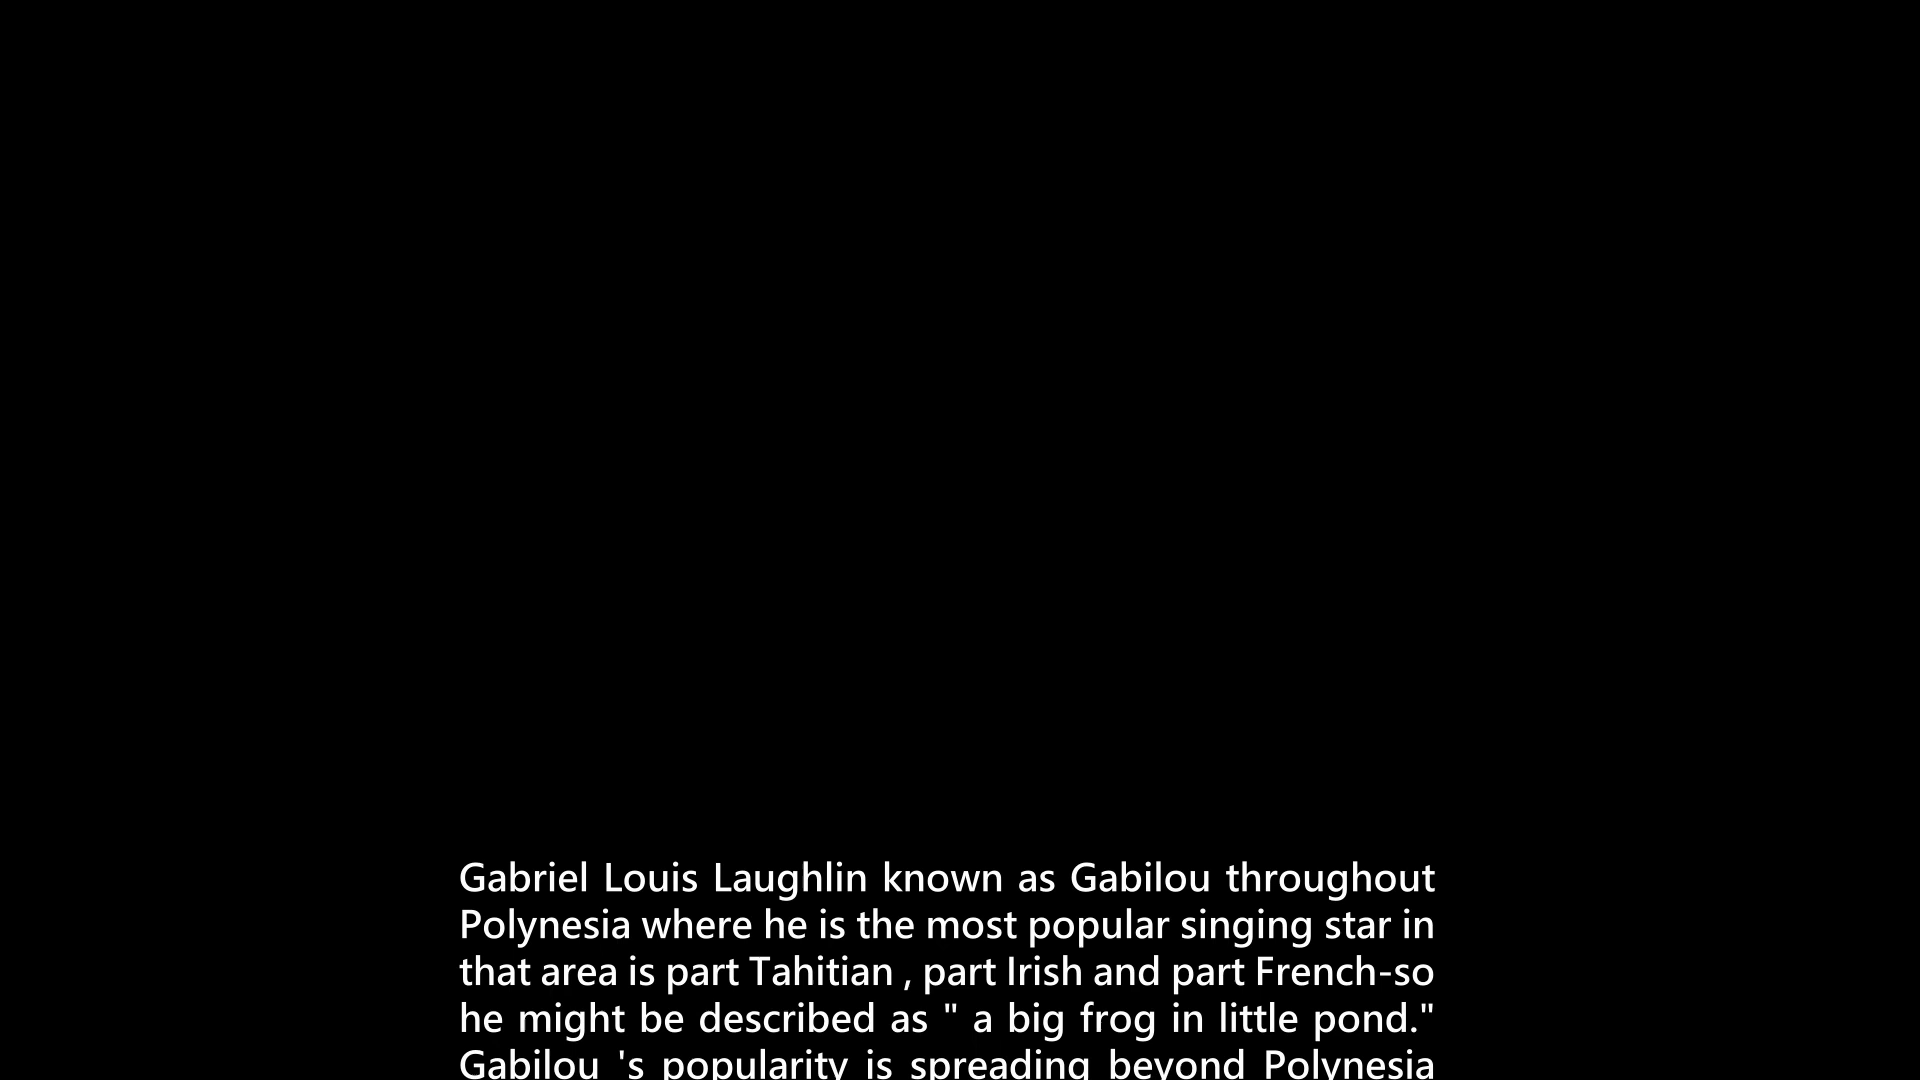 Gabriel Louis Laughlin known as Gabilou throughout
Polynesia where he is the most popular singing star in
that area is part Tahitian , part Irish and part French-so
he might be described as " a big frog in little pond."
Gabilou 's popularity is spreading beyond Polynesia